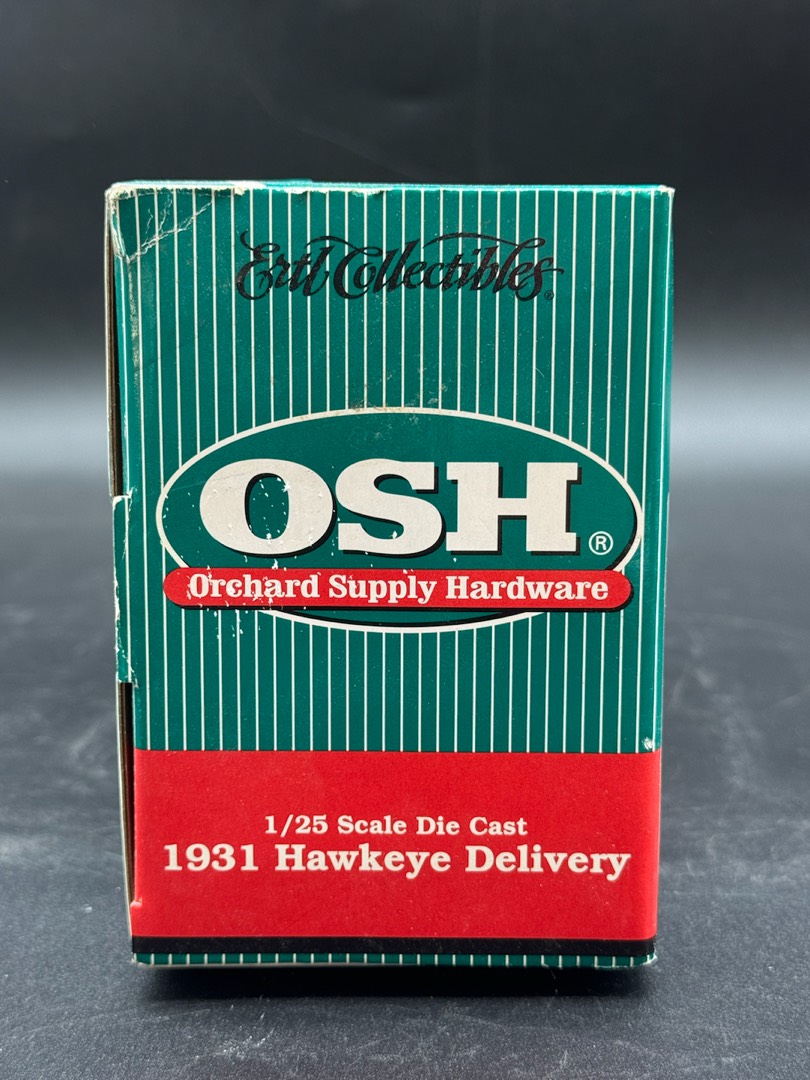 Ertl Collectibles®
OSH®
Orchard Supply Hardware
1/25 Scale Die Cast
1931 Hawkeye Delivery